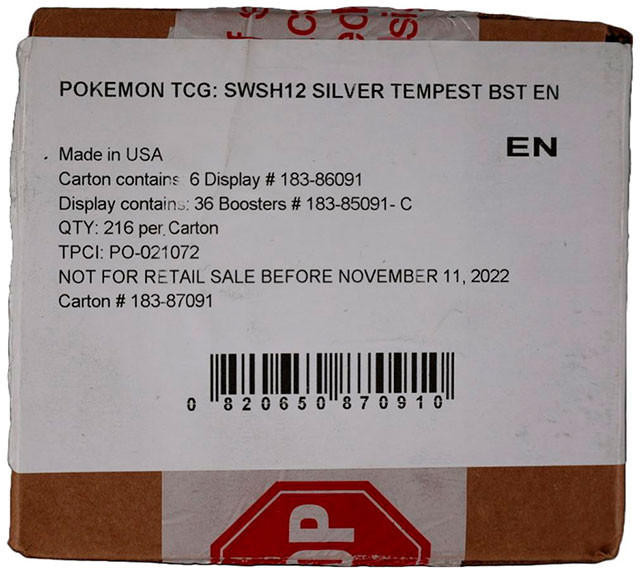 POKEMON TCG: SWSH12 SILVER TEMPEST BST EN
EN
Made in USA
Carton contains 6 Display # 183-86091
Display contains: 36 Boosters # 183-85091- C
QTY: 216 per Carton
TPCI: PO-021072
NOT FOR RETAIL SALE BEFORE NOVEMBER 11, 2022
Carton # 183-87091
0 820650 870910